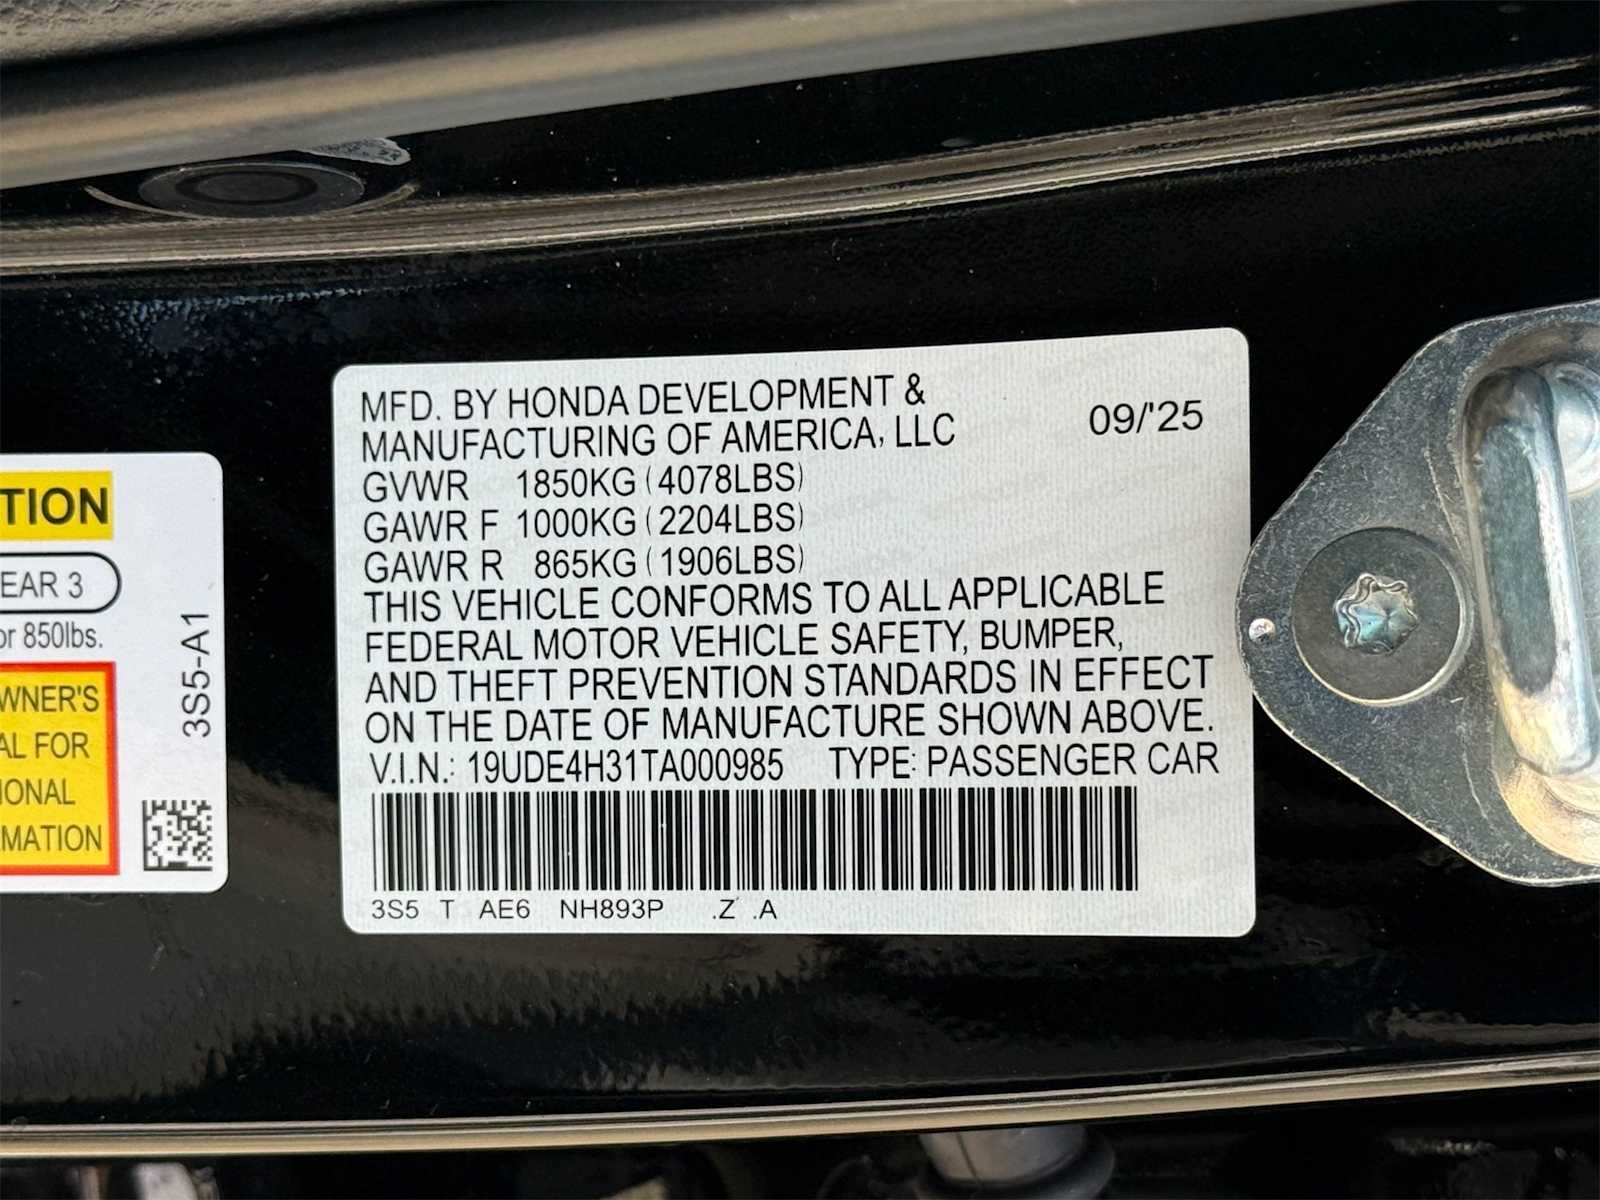 TION
EAR 3
or 850lbs.
WNER'S
AL FOR
IONAL
RMATION
3S5-A1
MFD. BY HONDA DEVELOPMENT &
MANUFACTURING OF AMERICA, LLC
09/'25
GVWR 1850KG (4078LBS)
GAWR F 1000KG (2204LBS)
GAWR R 865KG (1906LBS)
THIS VEHICLE CONFORMS TO ALL APPLICABLE
FEDERAL MOTOR VEHICLE SAFETY, BUMPER,
AND THEFT PREVENTION STANDARDS IN EFFECT
ON THE DATE OF MANUFACTURE SHOWN ABOVE.
V.I.N.: 19UDE4H31TA000985 TYPE: PASSENGER CAR
3S5 T AE6 NH893P .Z .A